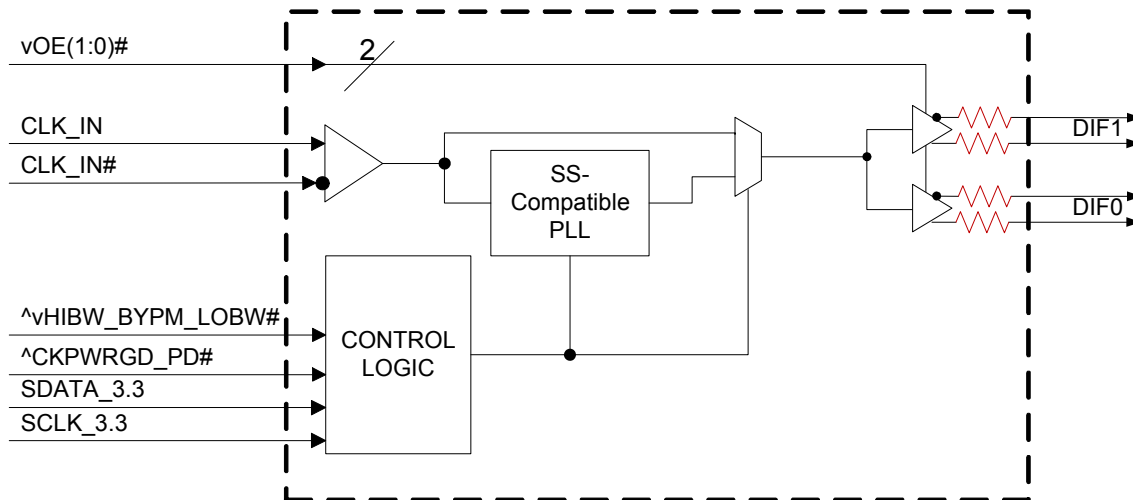 vOE(1:0)#
2
CLK_IN
CLK_IN#
DIF1
SS-
Compatible
PLL
DIF0
^vHIBW_BYPM_LOBW#
^CKPWRGD_PD#
SDATA_3.3
SCLK_3.3
CONTROL
LOGIC